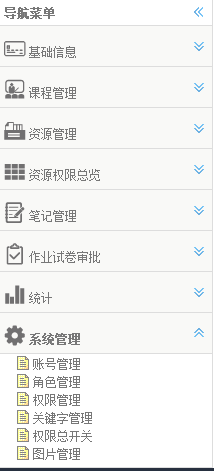 导航菜单
基础信息
课程管理
资源管理
资源权限总览
笔记管理
作业试卷审批
统计
系统管理
账号管理
角色管理
权限管理
关键字管理
权限总开关
图片管理